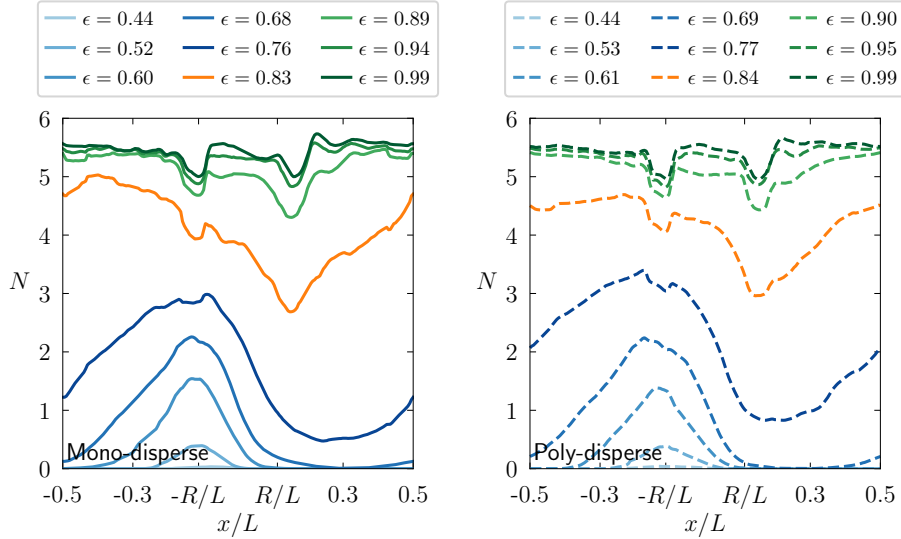 ϵ = 0.44 ϵ = 0.68 ϵ = 0.89
ϵ = 0.52 ϵ = 0.76 ϵ = 0.94
ϵ = 0.60 ϵ = 0.83 ϵ = 0.99
6
5
4
N
3
2
1
0
Mono-disperse
-0.5 -0.3 -R/L R/L 0.3 0.5
x/L
ϵ = 0.44 ϵ = 0.69 ϵ = 0.90
ϵ = 0.53 ϵ = 0.77 ϵ = 0.95
ϵ = 0.61 ϵ = 0.84 ϵ = 0.99
6
5
4
N
3
2
1
0
Poly-disperse
-0.5 -0.3 -R/L R/L 0.3 0.5
x/L